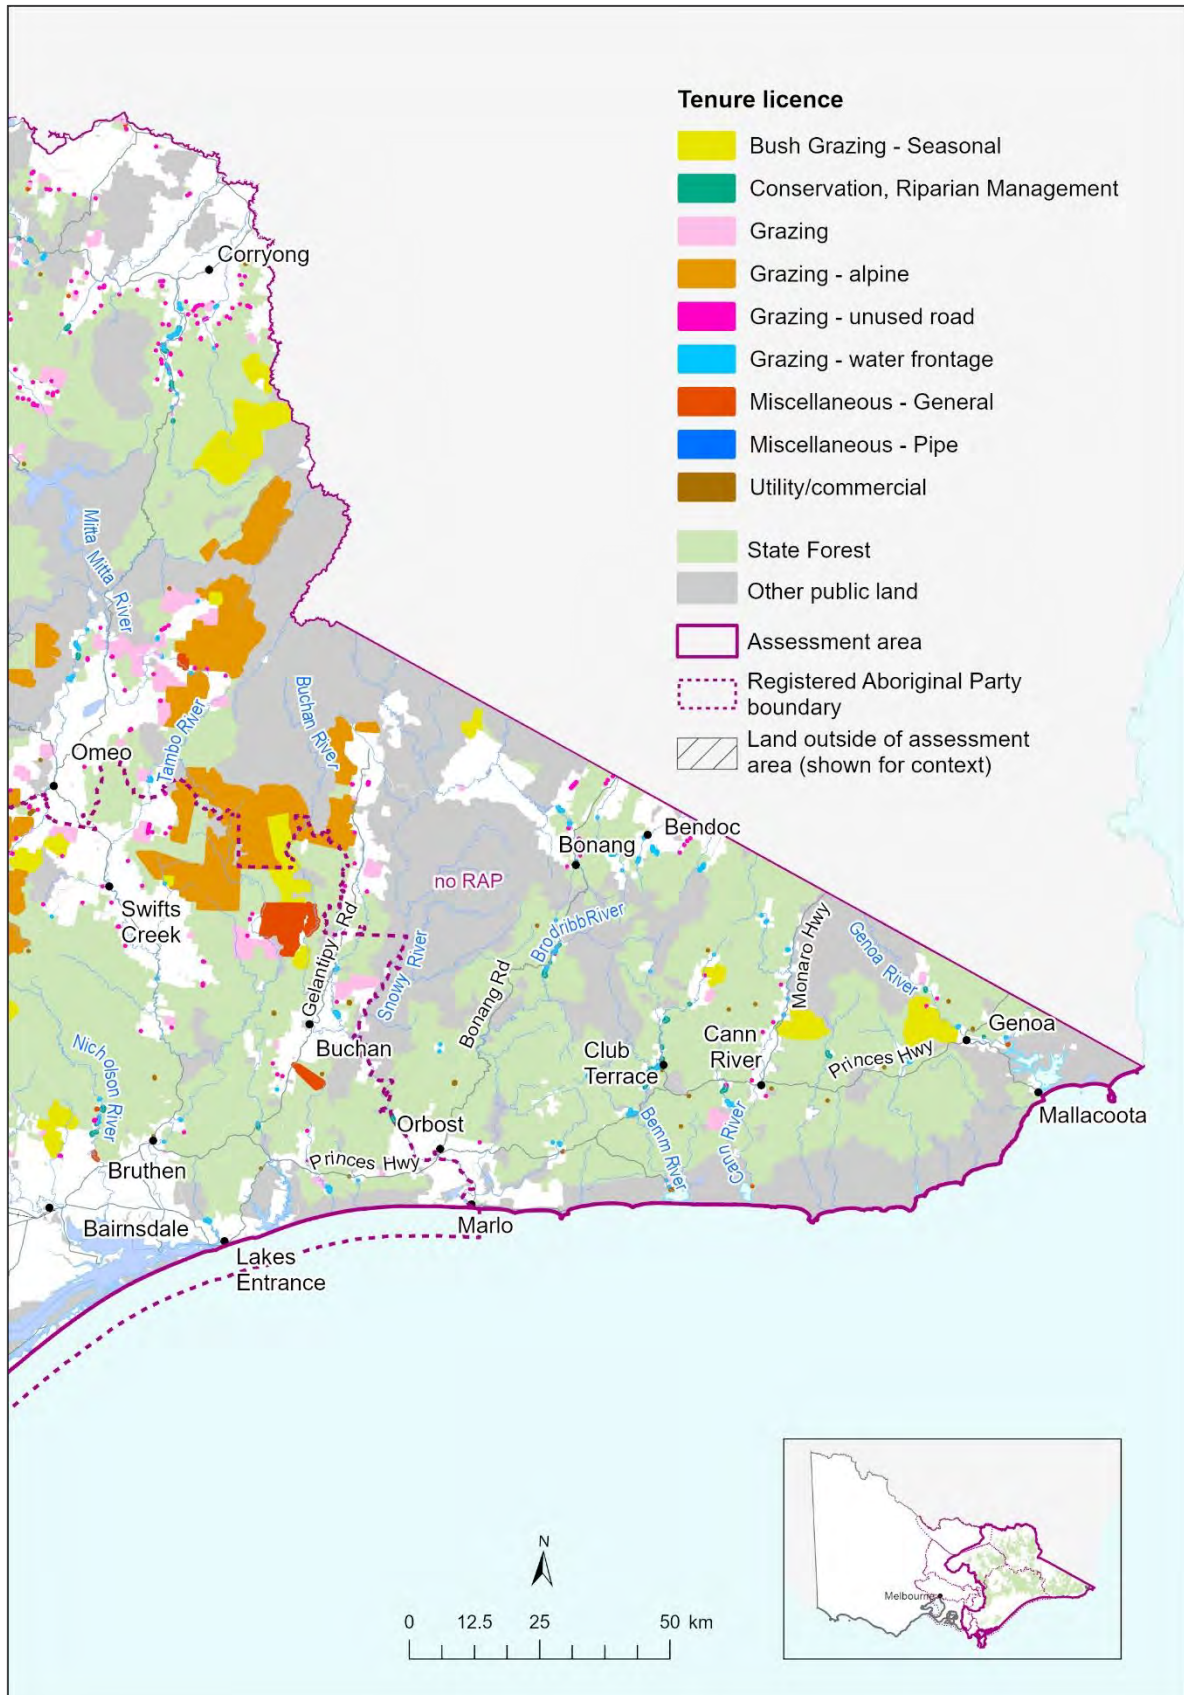 Tenure licence
Bush Grazing - Seasonal
Conservation, Riparian Management
Grazing
Grazing - alpine
Grazing - unused road
Grazing - water frontage
Miscellaneous - General
Miscellaneous - Pipe
Utility/commercial
State Forest
Other public land
Assessment area
Registered Aboriginal Party
boundary
Land outside of assessment
area (shown for context)
Corryong
Mitta Mitta River
Buchan River
Tambo River
Omeo
Bendoc
Bonang
no RAP
Swifts
Creek
Gelantipy Rd
Snowy River
Brodribb River
Bonang Rd
Monaro Hwy
Genoa River
Genoa
Cann
River
Princes Hwy
Club
Terrace
Buchan
Nicholson River
Mallacoota
Orbost
Bemm River
Cann River
Bruthen
Princes Hwy
Bairnsdale
Marlo
Lakes
Entrance
N
0 12.5 25 50 km
Melbourne